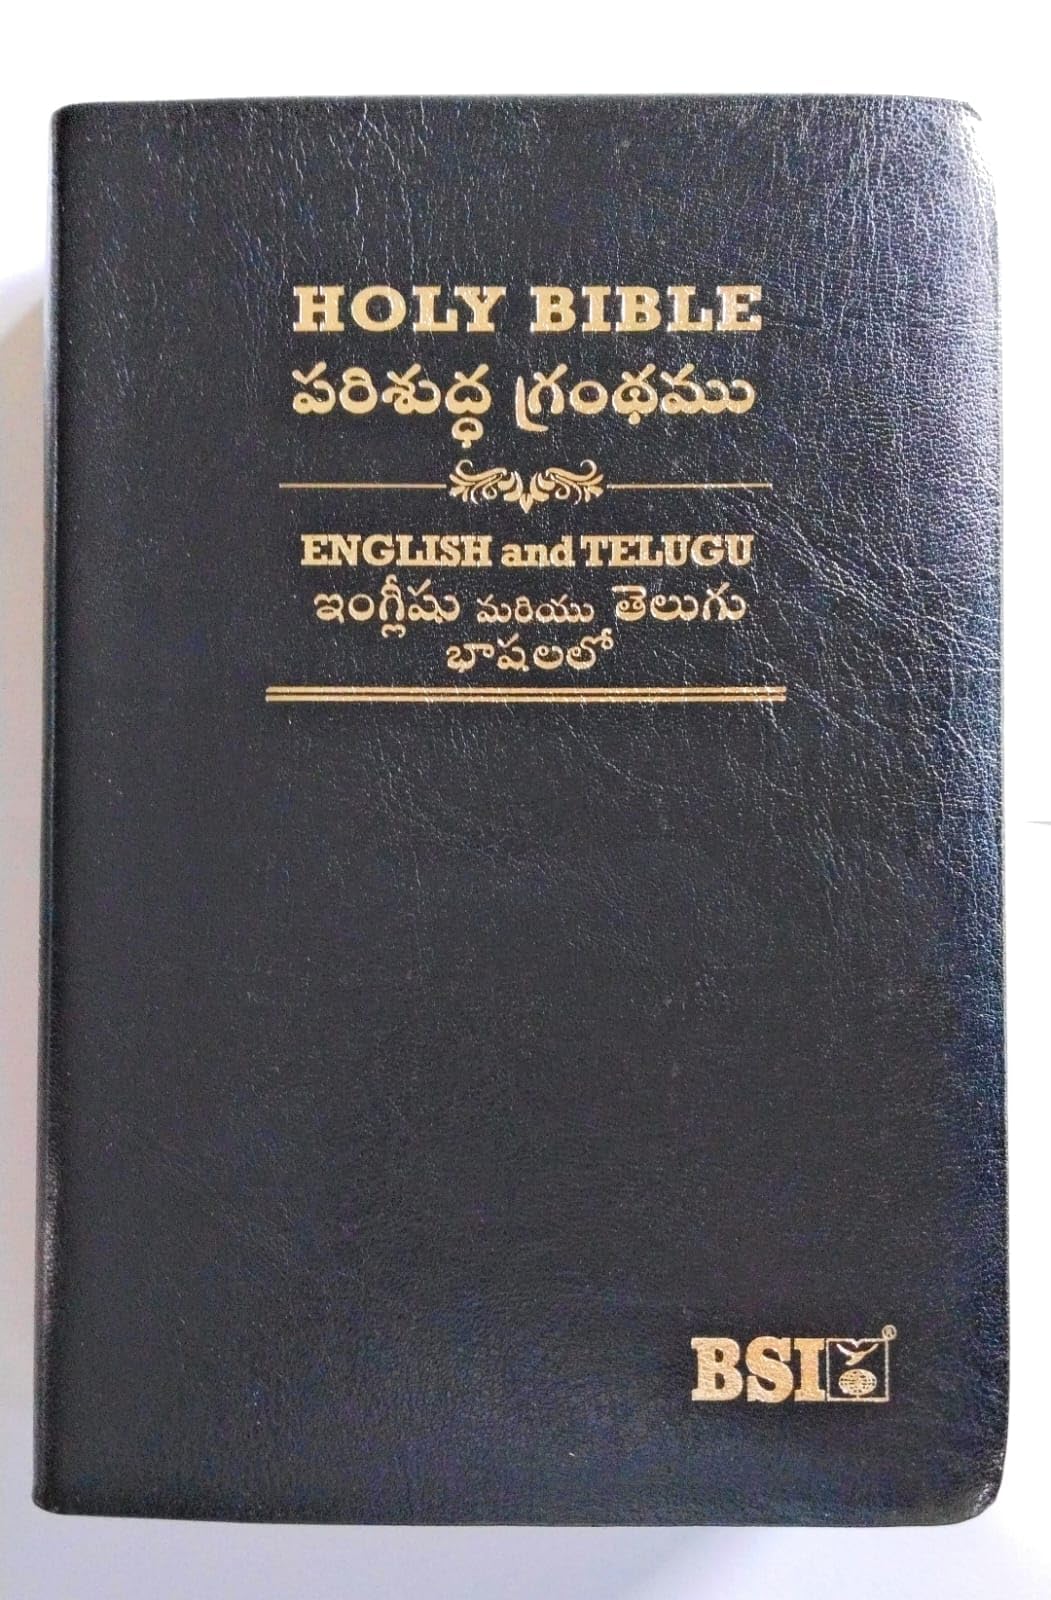 HOLY BIBLE
పరిశుద్ధ గ్రంథము
ENGLISH and TELUGU
ఇంగ్లీషు మరియు తెలుగు
భాషలలో
BSI ®